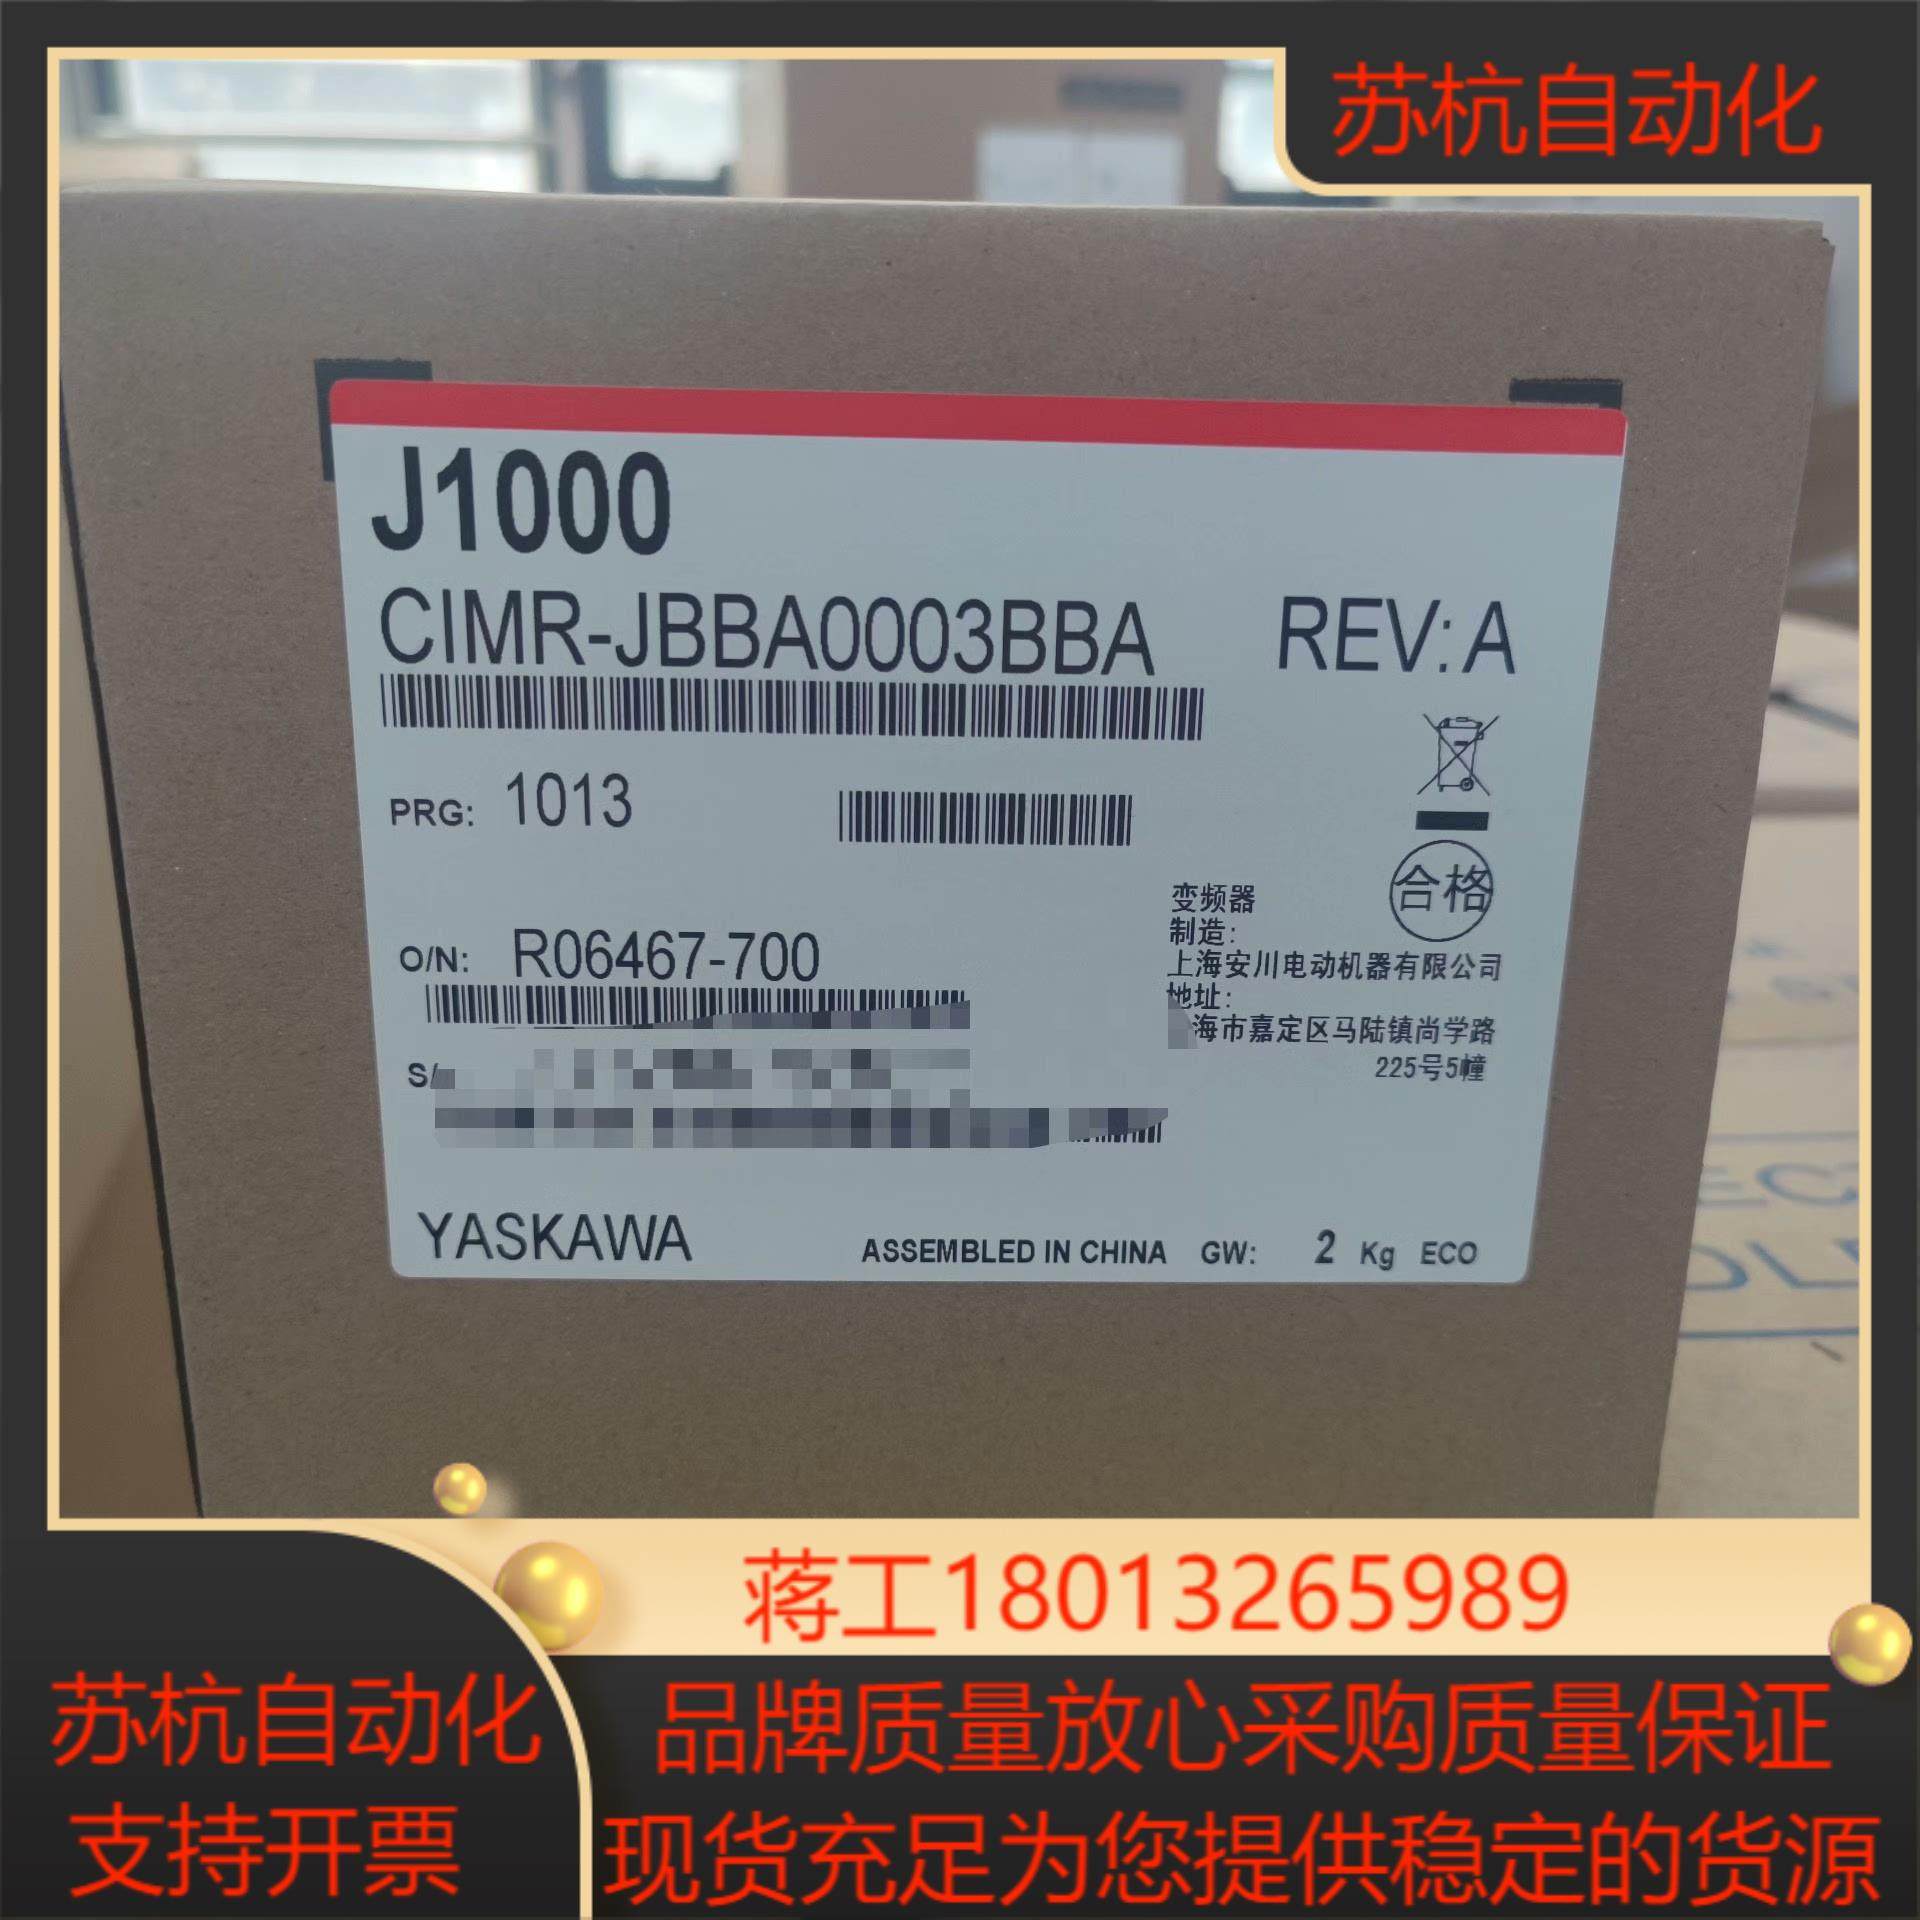 苏杭自动化
J1000
CIMR-JBBA0003BBA REV:A
PRG: 1013
合格
变频器
制造:
上海安川电动机器有限公司
O/N: R06467-700
地址:
海市嘉定区马陆镇尚学路
225号5幢
S/
YASKAWA ASSEMBLED IN CHINA GW: 2 Kg ECO
蒋工18013265989
苏杭自动化
支持开票
品牌质量放心采购质量保证
现货充足为您提供稳定的货源